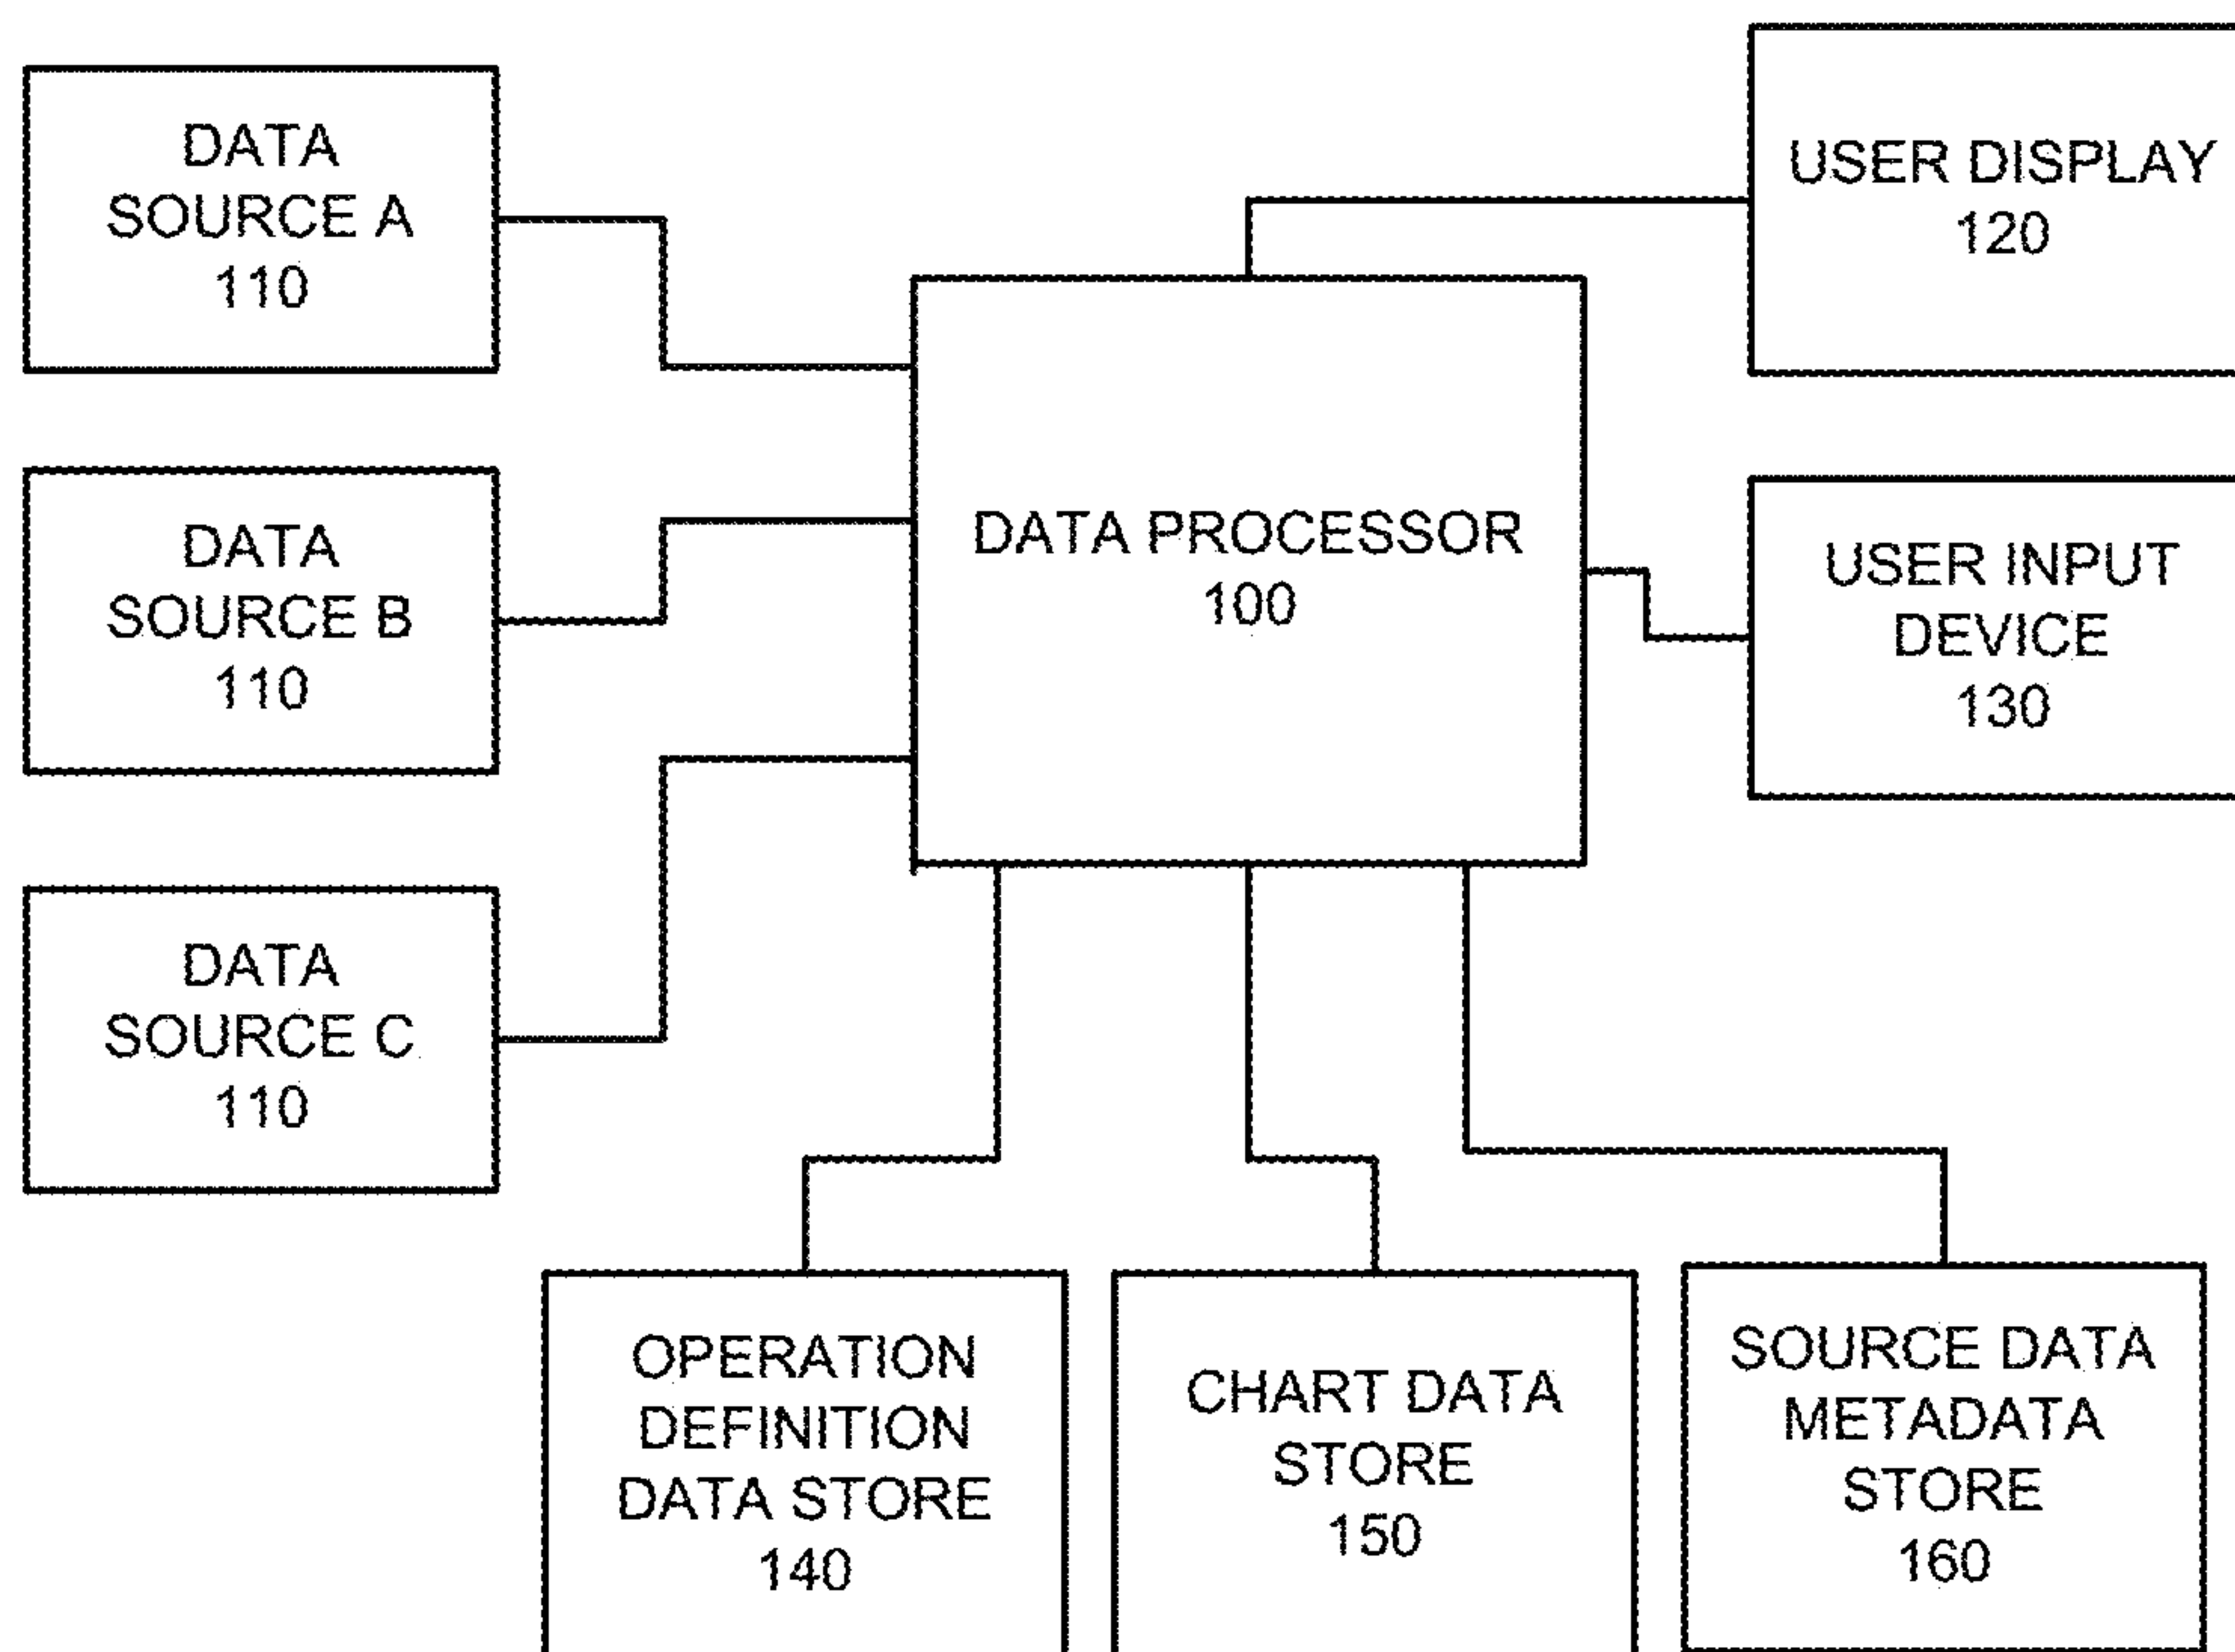 DATA
SOURCE A
110
USER DISPLAY
120
DATA
SOURCE B
110
DATA PROCESSOR
100
USER INPUT
DEVICE
130
DATA
SOURCE C
110
OPERATION
DEFINITION
DATA STORE
140
CHART DATA
STORE
150
SOURCE DATA
METADATA
STORE
160